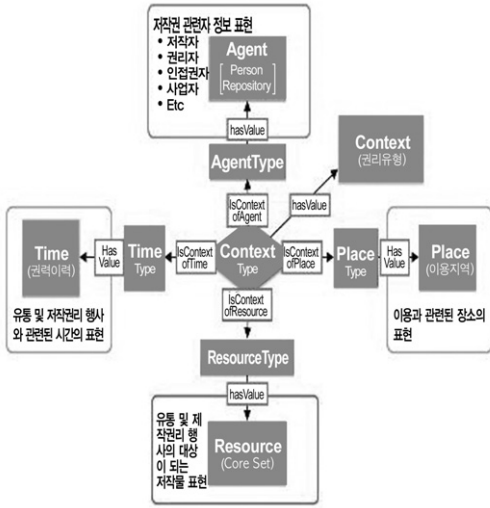 저작권 관련자 정보 표현
• 저작자
• 권리자
• 인접권자
• 사업자
• Etc
Agent
[Person
Repository]
hasValue
AgentType
Context
(권리유형)
IsContext
ofAgent
hasValue
Time
(권력이력)
Has
Value
Time
Type
IsContext
ofTime
Context
Type
IsContext
ofPlace
Place
Type
Has
Value
Place
(이용지역)
유통 및 저작권리 행사
와 관련된 시간의 표현
이용과 관련된 장소의
표현
IsContext
ofResource
ResourceType
hasValue
유통 및 제
작권리 행
사의 대상
이 되는
저작물 표현
Resource
(Core Set)